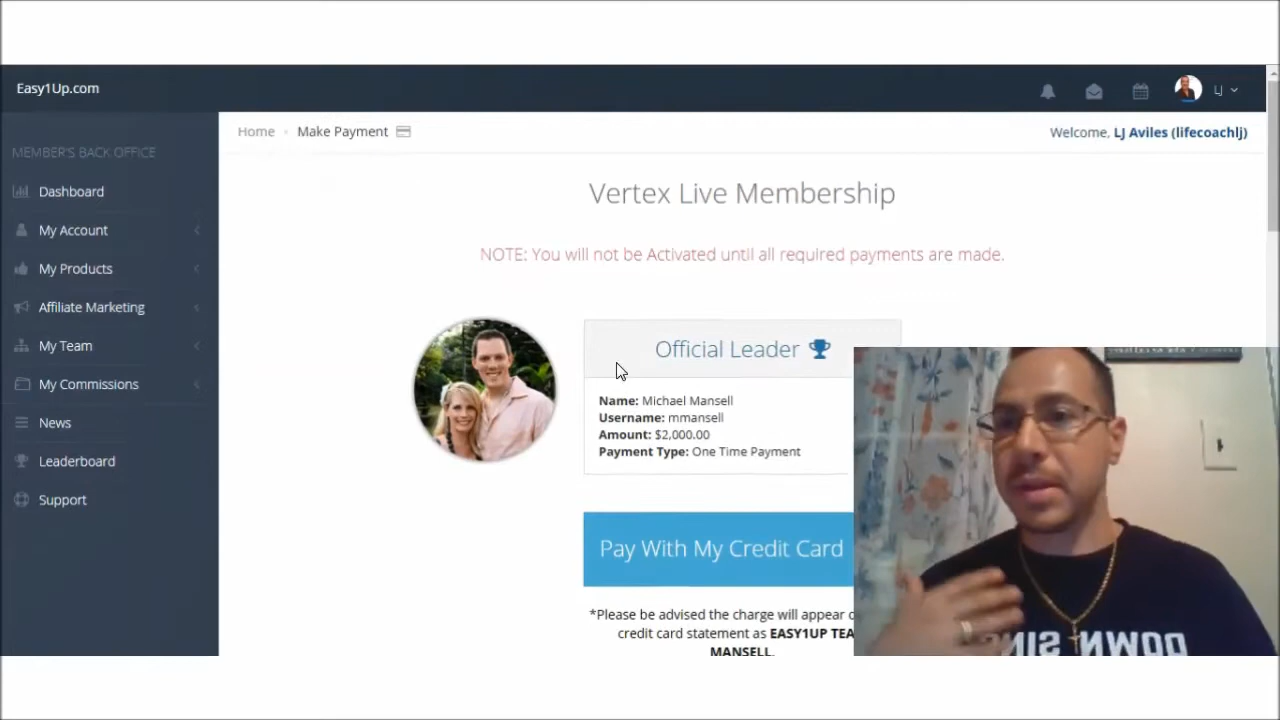 Easy1Up.com
LJ
Home
Make Payment
Welcome, LJ Aviles (lifecoachlj)
MEMBER'S BACK OFFICE
Dashboard
My Account
My Products
Affiliate Marketing
My Team
My Commissions
News
Leaderboard
Support
Vertex Live Membership
NOTE: You will not be Activated until all required payments are made.
Official Leader
Name: Michael Mansell
Username: mmansell
Amount: $2,000.00
Payment Type: One Time Payment
Pay With My Credit Card
*Please be advised the charge will appear
credit card statement as EASY1UP
MANSELL.
DOWN